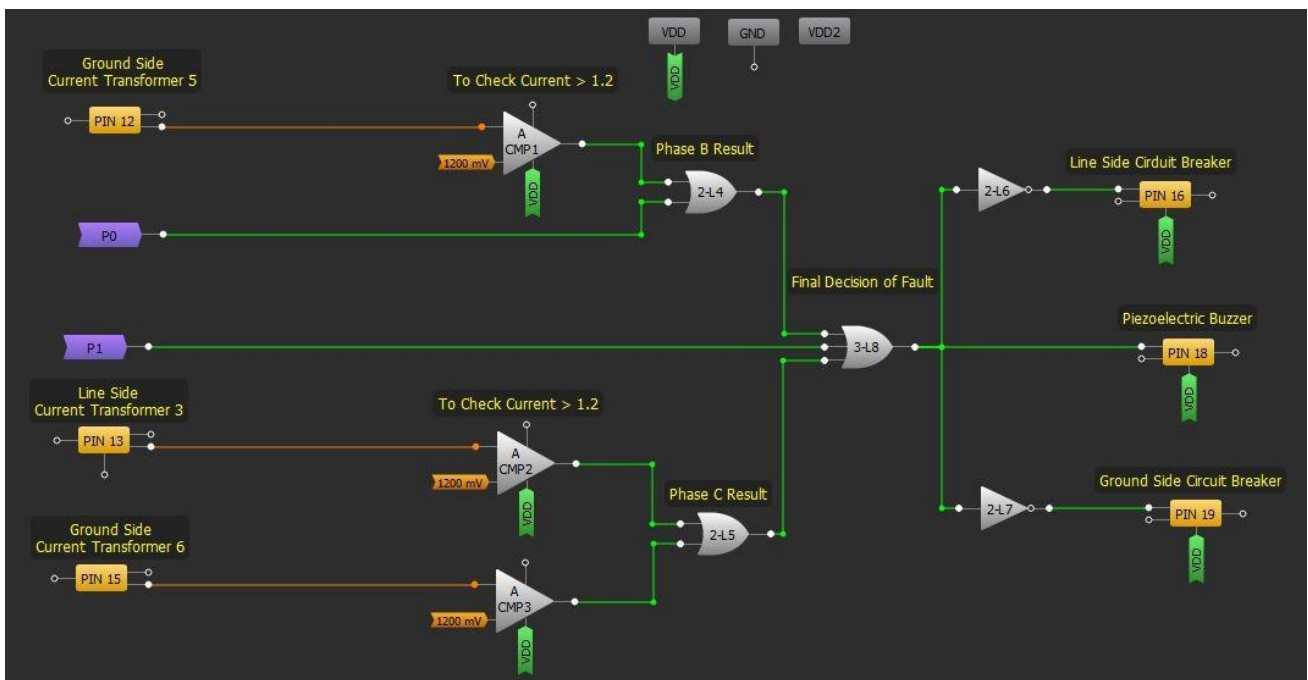 VDD
GND
VDD2
VDD
Ground Side
Current Transformer 5
PIN 12
To Check Current > 1.2
A
CMP1
1200 mV
VDD
Phase B Result
2-L4
P0
Line Side Cirduit Breaker
2-L6
PIN 16
VDD
Final Decision of Fault
P1
3-L8
Piezoelectric Buzzer
PIN 18
VDD
Line Side
Current Transformer 3
PIN 13
To Check Current > 1.2
A
CMP2
1200 mV
VDD
Phase C Result
2-L5
Ground Side
Current Transformer 6
PIN 15
A
CMP3
1200 mV
VDD
Ground Side Circuit Breaker
2-L7
PIN 19
VDD